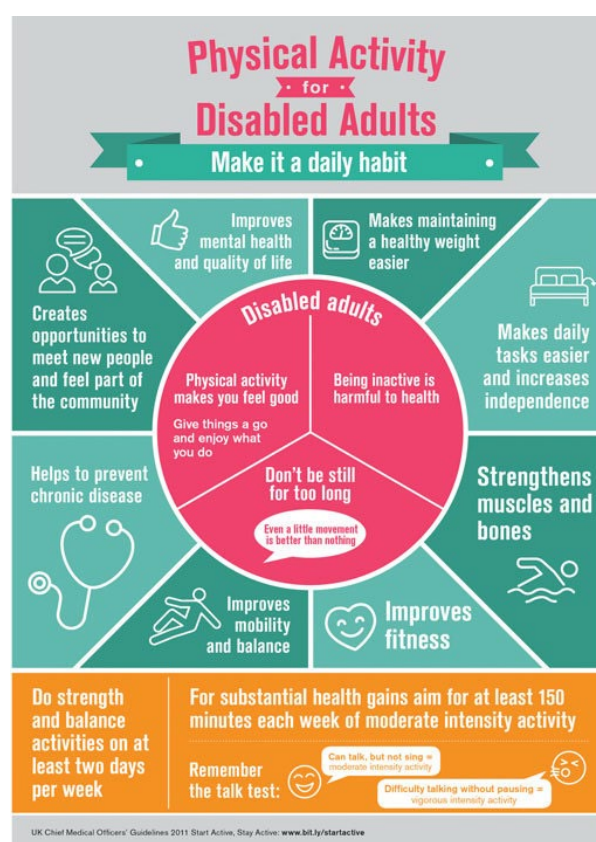 Physical Activity
for
Disabled Adults
Make it a daily habit
Improves
mental health
and quality of life
Makes maintaining
a healthy weight
easier
Creates
opportunities to
meet new people
and feel part of
the community
Makes daily
tasks easier
and increases
independence
Disabled adults
Physical activity
makes you feel good
Give things a go
and enjoy what
you do
Being inactive is
harmful to health
Don't be still
for too long
Even a little movement
is better than nothing
Helps to prevent
chronic disease
Strengthens
muscles and
bones
Improves
mobility
and balance
Improves
fitness
Do strength
and balance
activities on at
least two days
per week
For substantial health gains aim for at least 150
minutes each week of moderate intensity activity
Remember
the talk test:
Can talk, but not sing =
moderate intensity activity
Difficulty talking without pausing =
vigorous intensity activity
UK Chief Medical Officers' Guidelines 2011 Start Active, Stay Active: www.bit.ly/startactive